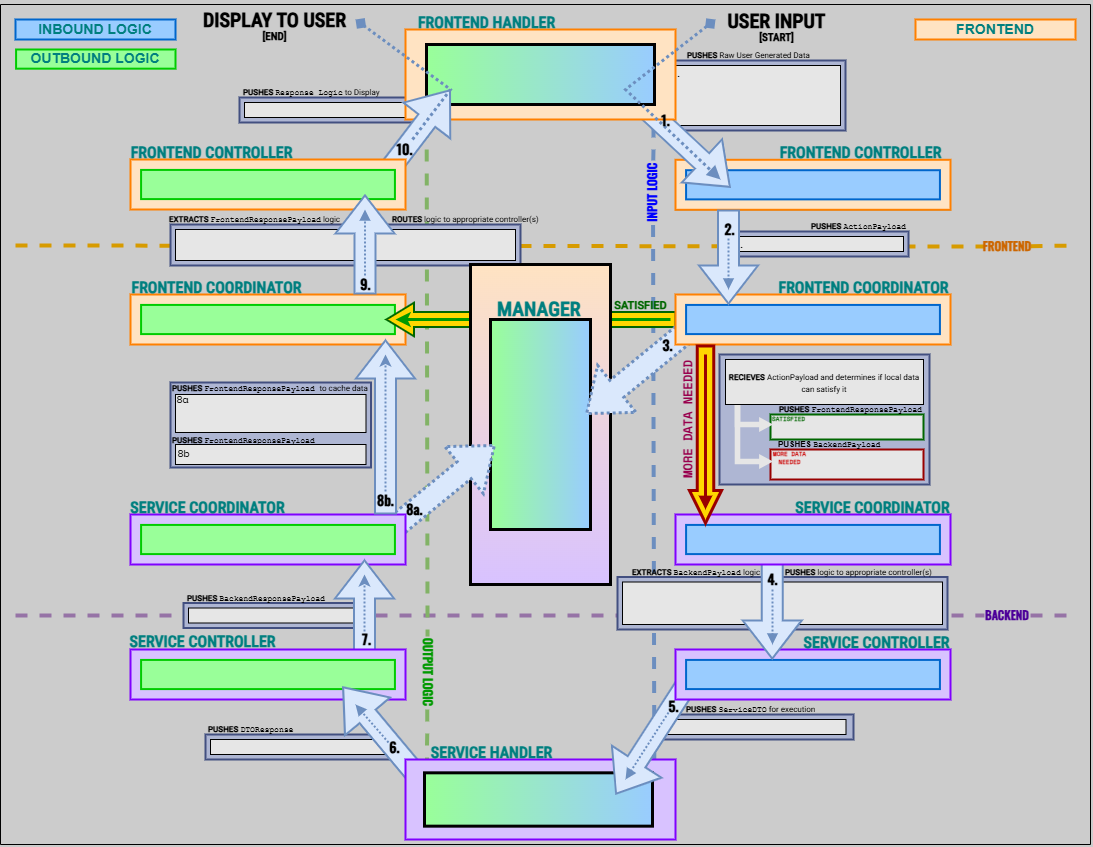 DISPLAY TO USER
[END]
FRONTEND HANDLER
USER INPUT
[START]
INBOUND LOGIC
OUTBOUND LOGIC
FRONTEND
PUSHES Raw User Generated Data
PUSHES Response Logic to Display
1.
10.
FRONTEND CONTROLLER
FRONTEND CONTROLLER
INPUT LOGIC
EXTRACTS FrontendResponsePayload logic
ROUTES logic to appropriate controller(s)
2.
PUSHES ActionPayload
FRONTEND
9.
FRONTEND COORDINATOR
FRONTEND COORDINATOR
MANAGER
SATISFIED
3.
MORE DATA NEEDED
RECIEVES ActionPayload and determines if local data
can satisfy it
PUSHES FrontendResponsePayload
SATISFIED
PUSHES BackendPayload
MORE DATA
NEEDED
PUSHES FrontendResponsePayload to cache data
8a
PUSHES FrontendResponsePayload
8b
8b.
8a.
SERVICE COORDINATOR
SERVICE COORDINATOR
EXTRACTS BackendPayload logic
4.
PUSHES logic to appropriate controller(s)
PUSHES BackendResponsePayload
BACKEND
7.
SERVICE CONTROLLER
SERVICE CONTROLLER
OUTPUT LOGIC
5.
PUSHES ServiceDTO for execution
PUSHES DTOResponse
6.
SERVICE HANDLER